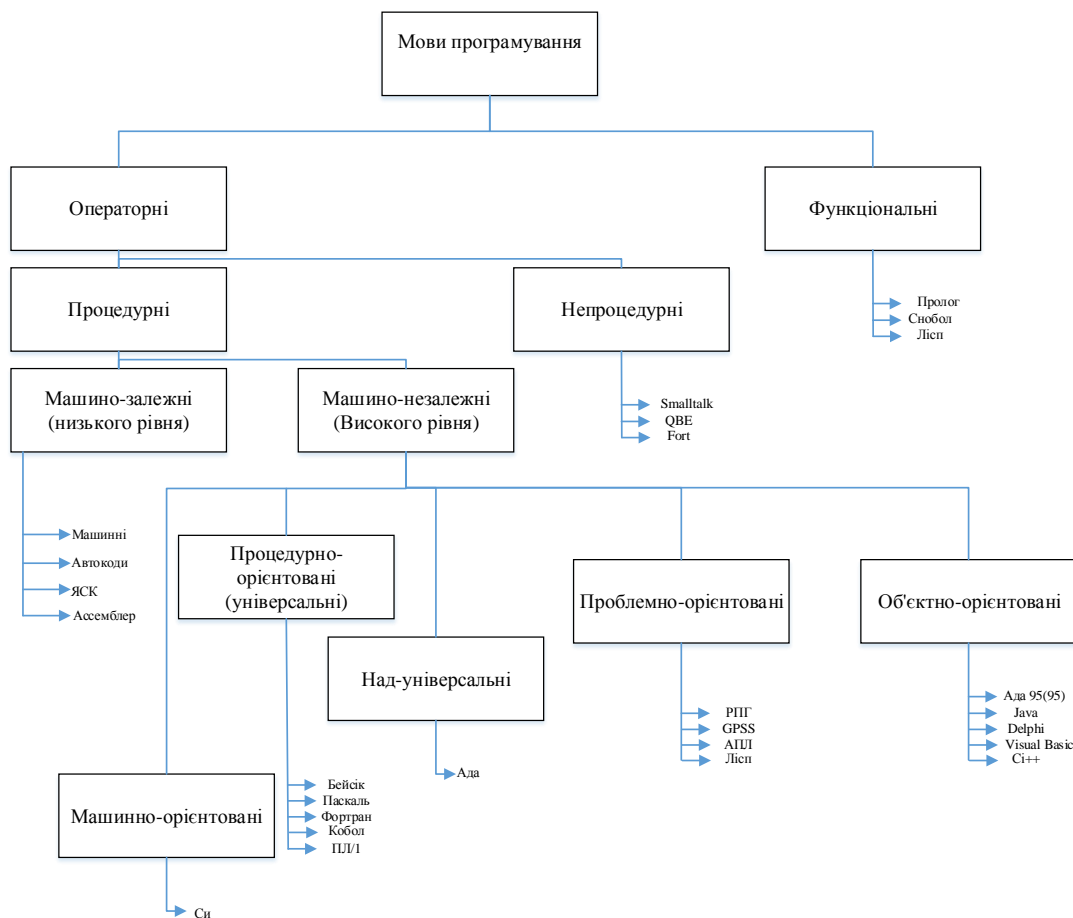 Мови програмування
Операторні
Функціональні
Процедурні
Непроцедурні
Пролог
Снобол
Лісп
Машино-залежні
(низького рівня)
Машино-незалежні
(Високого рівня)
Smalltalk
QBE
Fort
Машинні
Автокоди
ЯСК
Ассемблер
Процедурно-
орієнтовані
(універсальні)
Проблемно-орієнтовані
Об'єктно-орієнтовані
Над-універсальні
РПГ
GPSS
АПЛ
Лісп
Ада 95(95)
Java
Delphi
Visual Basic
Сі++
Ада
Бейсік
Паскаль
Фортран
Кобол
ПЛ/1
Машинно-орієнтовані
Си